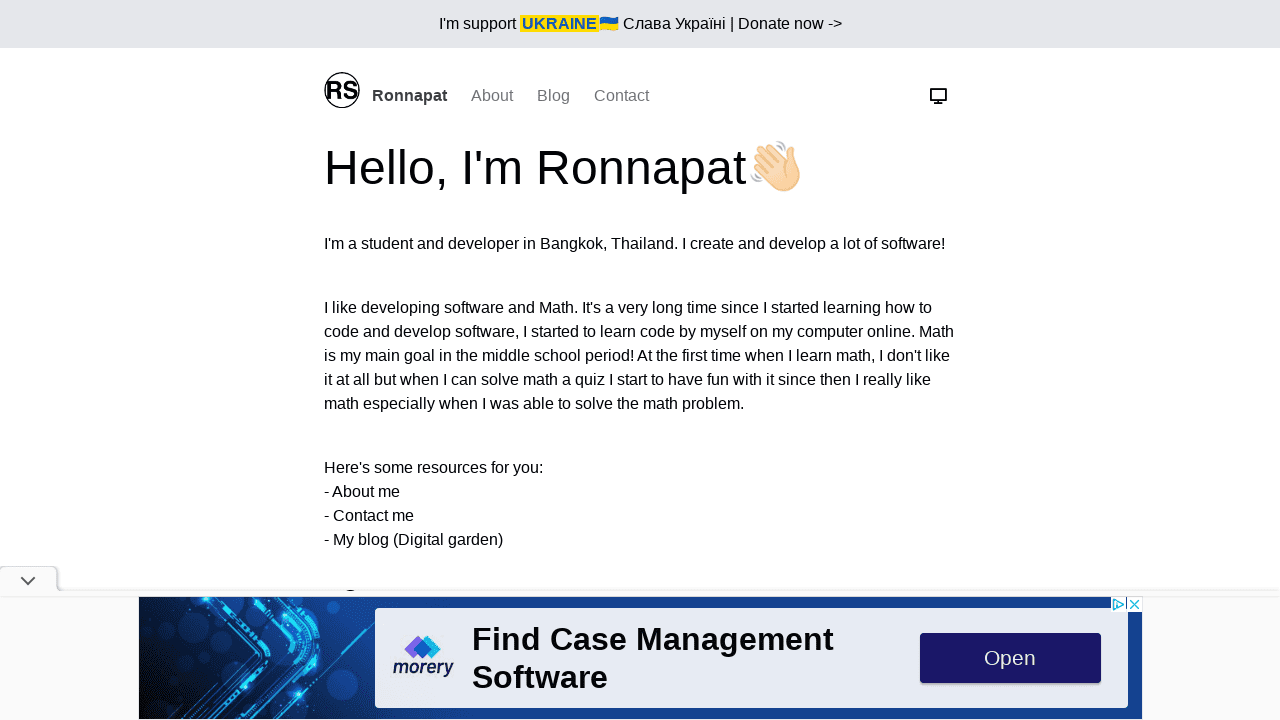 I'm support UKRAINE🇺🇦 Слава Україні | Donate now ->
RS Ronnapat About Blog Contact
Hello, I'm Ronnapat👋🏻
I'm a student and developer in Bangkok, Thailand. I create and develop a lot of software!
I like developing software and Math. It's a very long time since I started learning how to
code and develop software, I started to learn code by myself on my computer online. Math
is my main goal in the middle school period! At the first time when I learn math, I don't like
it at all but when I can solve math a quiz I start to have fun with it since then I really like
math especially when I was able to solve the math problem.
Here's some resources for you:
- About me
- Contact me
- My blog (Digital garden)
morery
Find Case Management
Software
Open